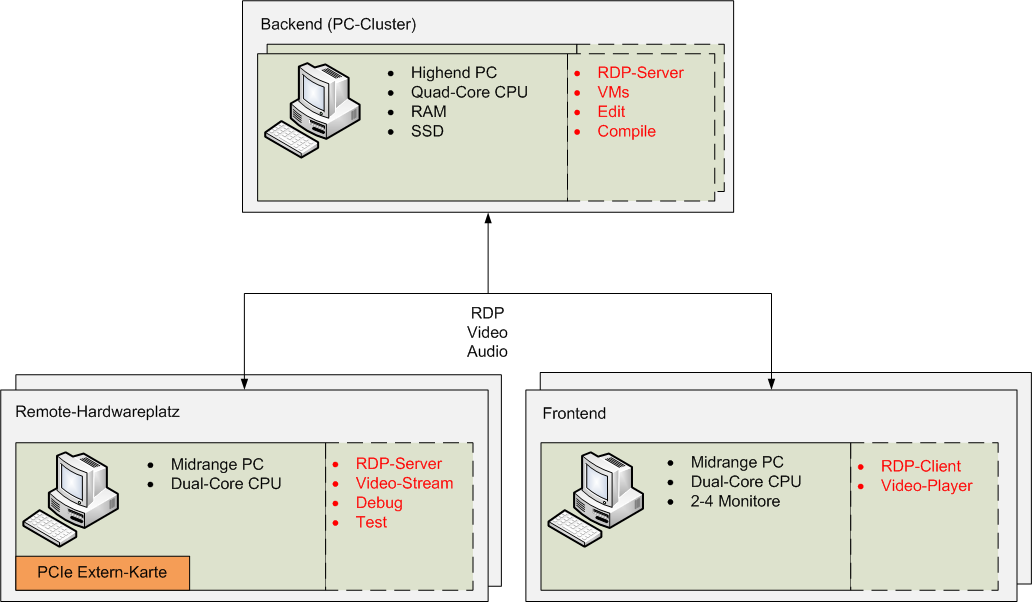 Backend (PC-Cluster)
• Highend PC
• Quad-Core CPU
• RAM
• SSD
• RDP-Server
• VMs
• Edit
• Compile
RDP
Video
Audio
Remote-Hardwareplatz
• Midrange PC
• Dual-Core CPU
• RDP-Server
• Video-Stream
• Debug
• Test
PCIe Extern-Karte
Frontend
• Midrange PC
• Dual-Core CPU
• 2-4 Monitore
• RDP-Client
• Video-Player